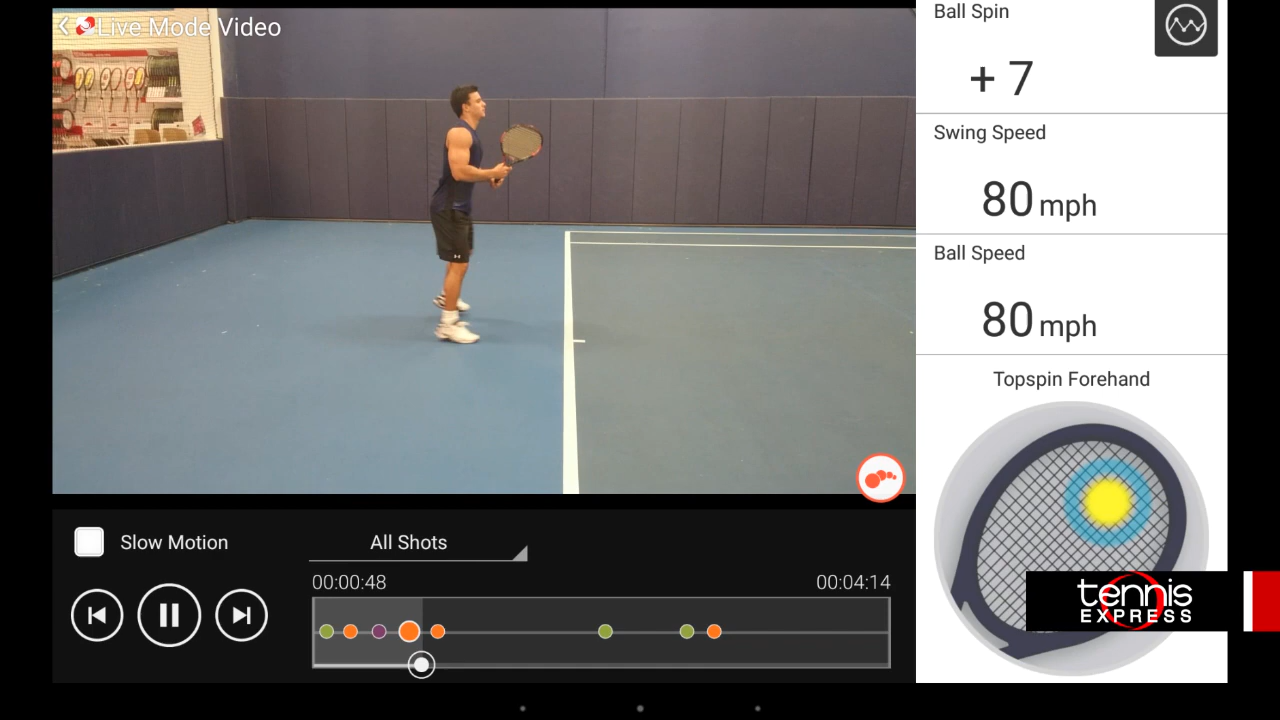 Live Mode Video
Ball Spin
+ 7
Swing Speed
80 mph
Ball Speed
80 mph
Topspin Forehand
Slow Motion
All Shots
00:00:48
00:04:14
tennis
EXPRESS